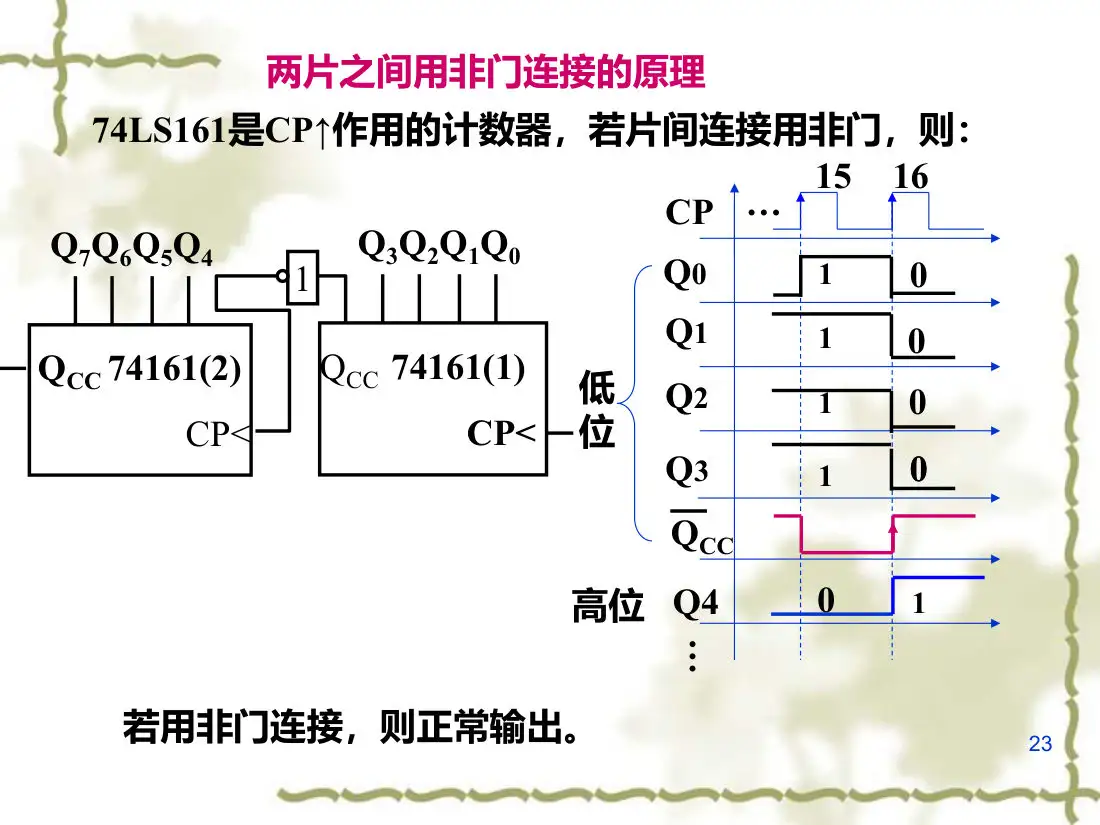 两片之间用非门连接的原理
74LS161是CP↑作用的计数器，若片间连接用非门，则：
Q7Q6Q5Q4
1
Q3Q2Q1Q0
QCC 74161(2)
CP<
QCC 74161(1)
CP<
低位
15 16
CP …
Q0 1 0
Q1 1 0
Q2 1 0
Q3 1 0
Q̅CC
高位 Q4 0 1
⋮
若用非门连接，则正常输出。
23